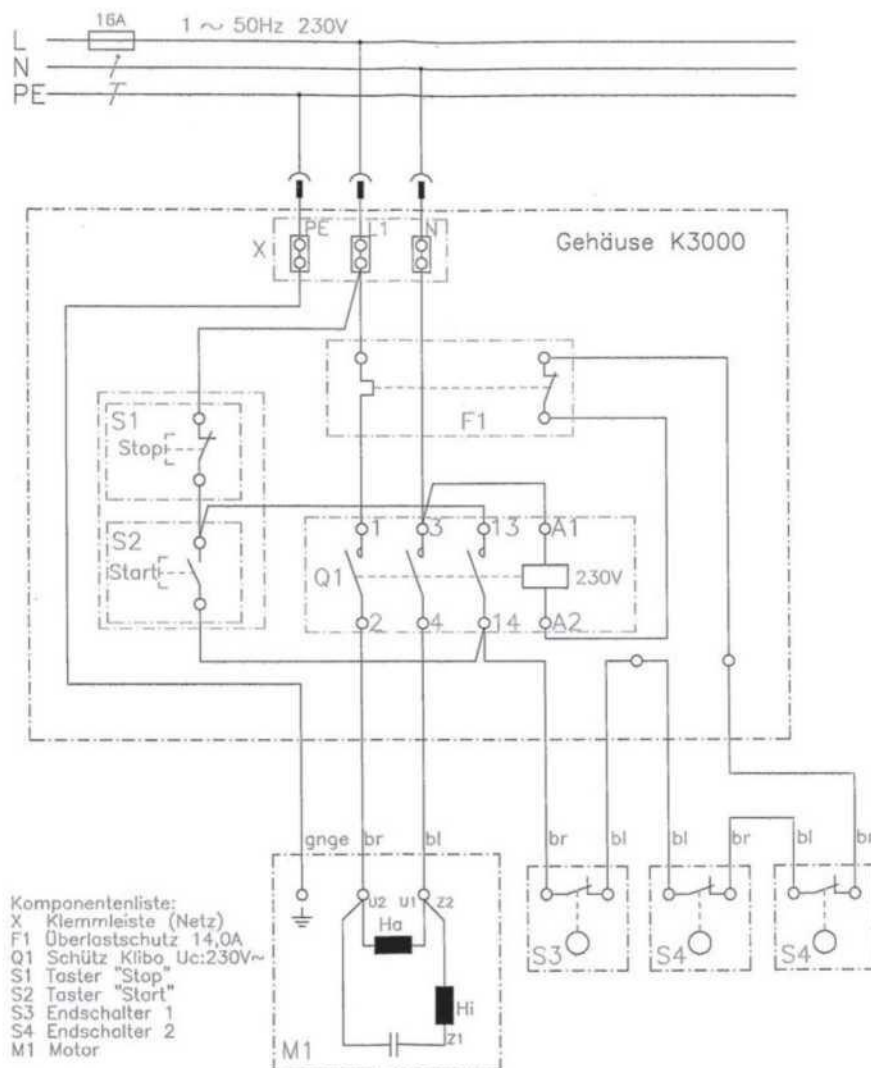 16A 1 ~ 50Hz 230V
L
N
PE
PE L1 N
X
Gehäuse K3000
S1
Stop
F1
S2
Start
1 3 13 A1
Q1 230V
2 4 14 A2
gnge br bl
br bl bl br bl br
U2 U1 Z2
Ha
S3 S4 S4
Hi
Z1
M1
Komponentenliste:
X Klemmleiste (Netz)
F1 Überlastschutz 14,0A
Q1 Schütz Klibo Uc:230V~
S1 Taster "Stop"
S2 Taster "Start"
S3 Endschalter 1
S4 Endschalter 2
M1 Motor